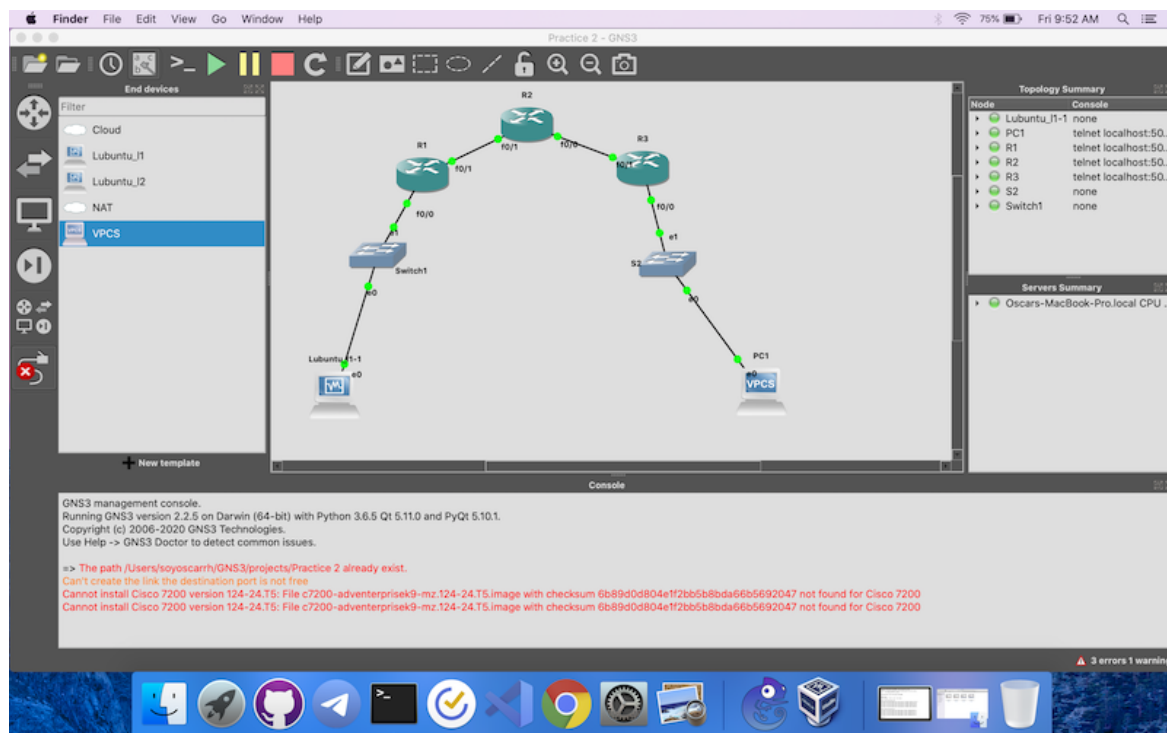 Finder File Edit View Go Window Help 75% Fri 9:52 AM
Practice 2 - GNS3
End devices
Filter
Cloud
Lubuntu_l1
Lubuntu_l2
NAT
VPCS
New template
R2
f0/1
f0/0
R1
f0/1
R3
f0/0
f0/0
e1
Switch1
e0
e1
S2
e0
Lubuntu_l1-1
e0
PC1
e0
VPCS
Topology Summary
Node Console
Lubuntu_l1-1 none
PC1 telnet localhost:50..
R1 telnet localhost:50..
R2 telnet localhost:50..
R3 telnet localhost:50..
S2 none
Switch1 none
Servers Summary
Oscars-MacBook-Pro.local CPU ..
Console
GNS3 management console.
Running GNS3 version 2.2.5 on Darwin (64-bit) with Python 3.6.5 Qt 5.11.0 and PyQt 5.10.1.
Copyright (c) 2006-2020 GNS3 Technologies.
Use Help -> GNS3 Doctor to detect common issues.
=> The path /Users/soyoscarrh/GNS3/projects/Practice 2 already exist.
Can't create the link the destination port is not free
Cannot install Cisco 7200 version 124-24.T5: File c7200-adventerprisek9-mz.124-24.T5.image with checksum 6b89d0d804e1f2bb5b8bda66b5692047 not found for Cisco 7200
Cannot install Cisco 7200 version 124-24.T5: File c7200-adventerprisek9-mz.124-24.T5.image with checksum 6b89d0d804e1f2bb5b8bda66b5692047 not found for Cisco 7200
3 errors 1 warning